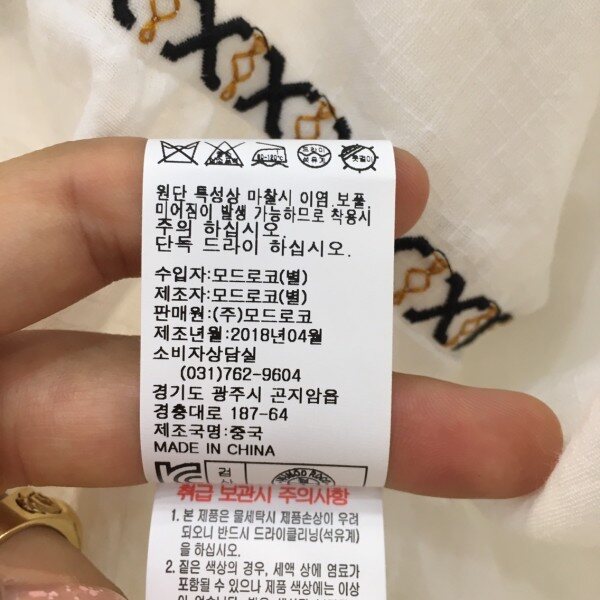 원단 특성상 마찰시 이염.보풀,
미어짐이 발생 가능하므로 착용시
주의 하십시오.
단독 드라이 하십시오.
수입자:모드로코(별)
제조자:모드로코(별)
판매원:(주)모드로코
제조년월:2018년04월
소비자상담실
(031)762-9604
경기도 광주시 곤지암읍
경충대로 187-64
제조국명:중국
MADE IN CHINA
취급 보관시 주의사항
1. 본 제품은 물세탁시 제품손상이 우려
되오니 반드시 드라이클리닝(석유계)
을 하십시오.
2. 짙은 색상의 경우, 세액 상에 염료가
포함될 수 있으나 제품 색상에는 이상